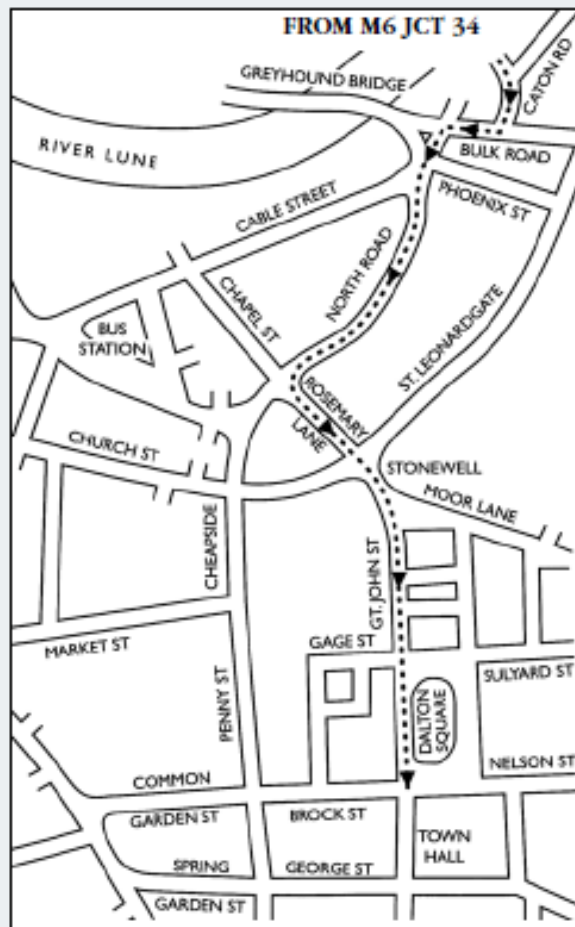 FROM M6 JCT 34
GREYHOUND BRIDGE
CATON RD
RIVER LUNE
BULK ROAD
CABLE STREET
PHOENIX ST
NORTH ROAD
CHAPEL ST
BUS
STATION
ST. LEONARDGATE
ROSEMARY
LANE
CHURCH ST
STONEWELL
MOOR LANE
CHEAPSIDE
GT. JOHN ST
MARKET ST
GAGE ST
SULYARD ST
PENNY ST
DALTON
SQUARE
NELSON ST
COMMON
GARDEN ST
BROCK ST
TOWN
HALL
SPRING
GEORGE ST
GARDEN ST